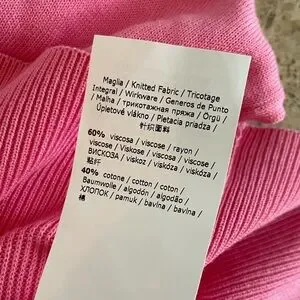 Maglia / Knitted Fabric / Tricotage
Integral / Wirkware / Generos de Punto
/ Malha / трикотажная пряжа / Örgü /
Úpletové vlákno / Pletacia priadza /
针织面料
60% viscosa / viscose / rayon /
viscose / Viskose / viscosa / viscose /
ВИСКОЗА / viskoz / viskóza / viskóza /
粘纤
40% cotone / cotton / coton /
Baumwolle / algodón / algodão /
ХЛОПОК / pamuk / bavlna / bavlna /
棉